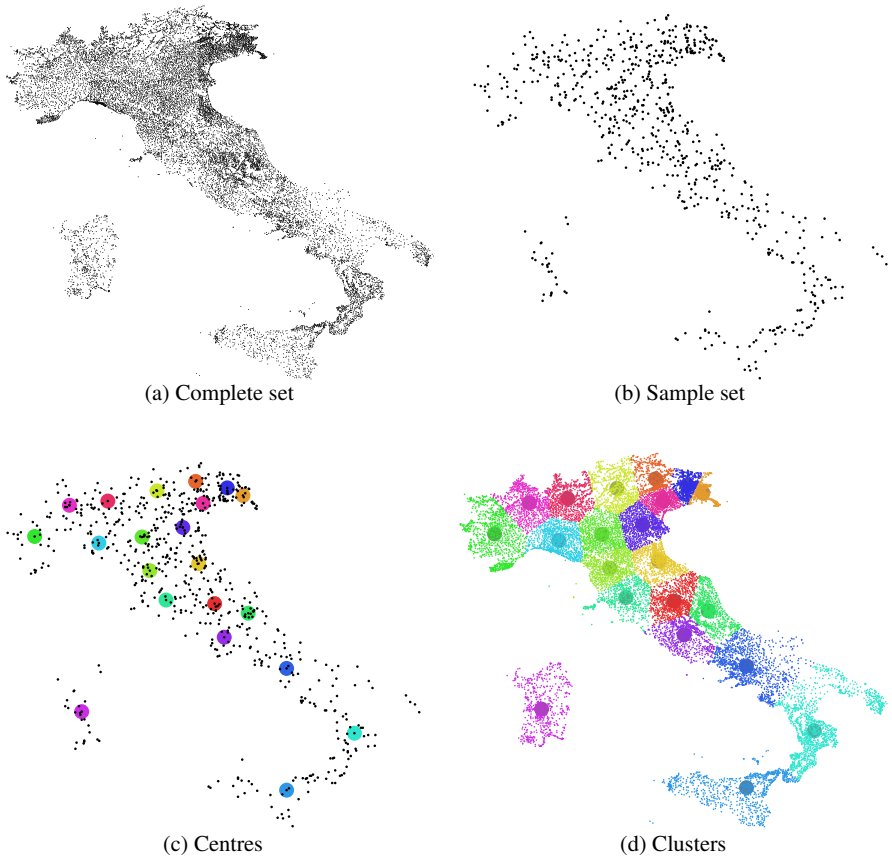 (a) Complete set
(b) Sample set
(c) Centres
(d) Clusters